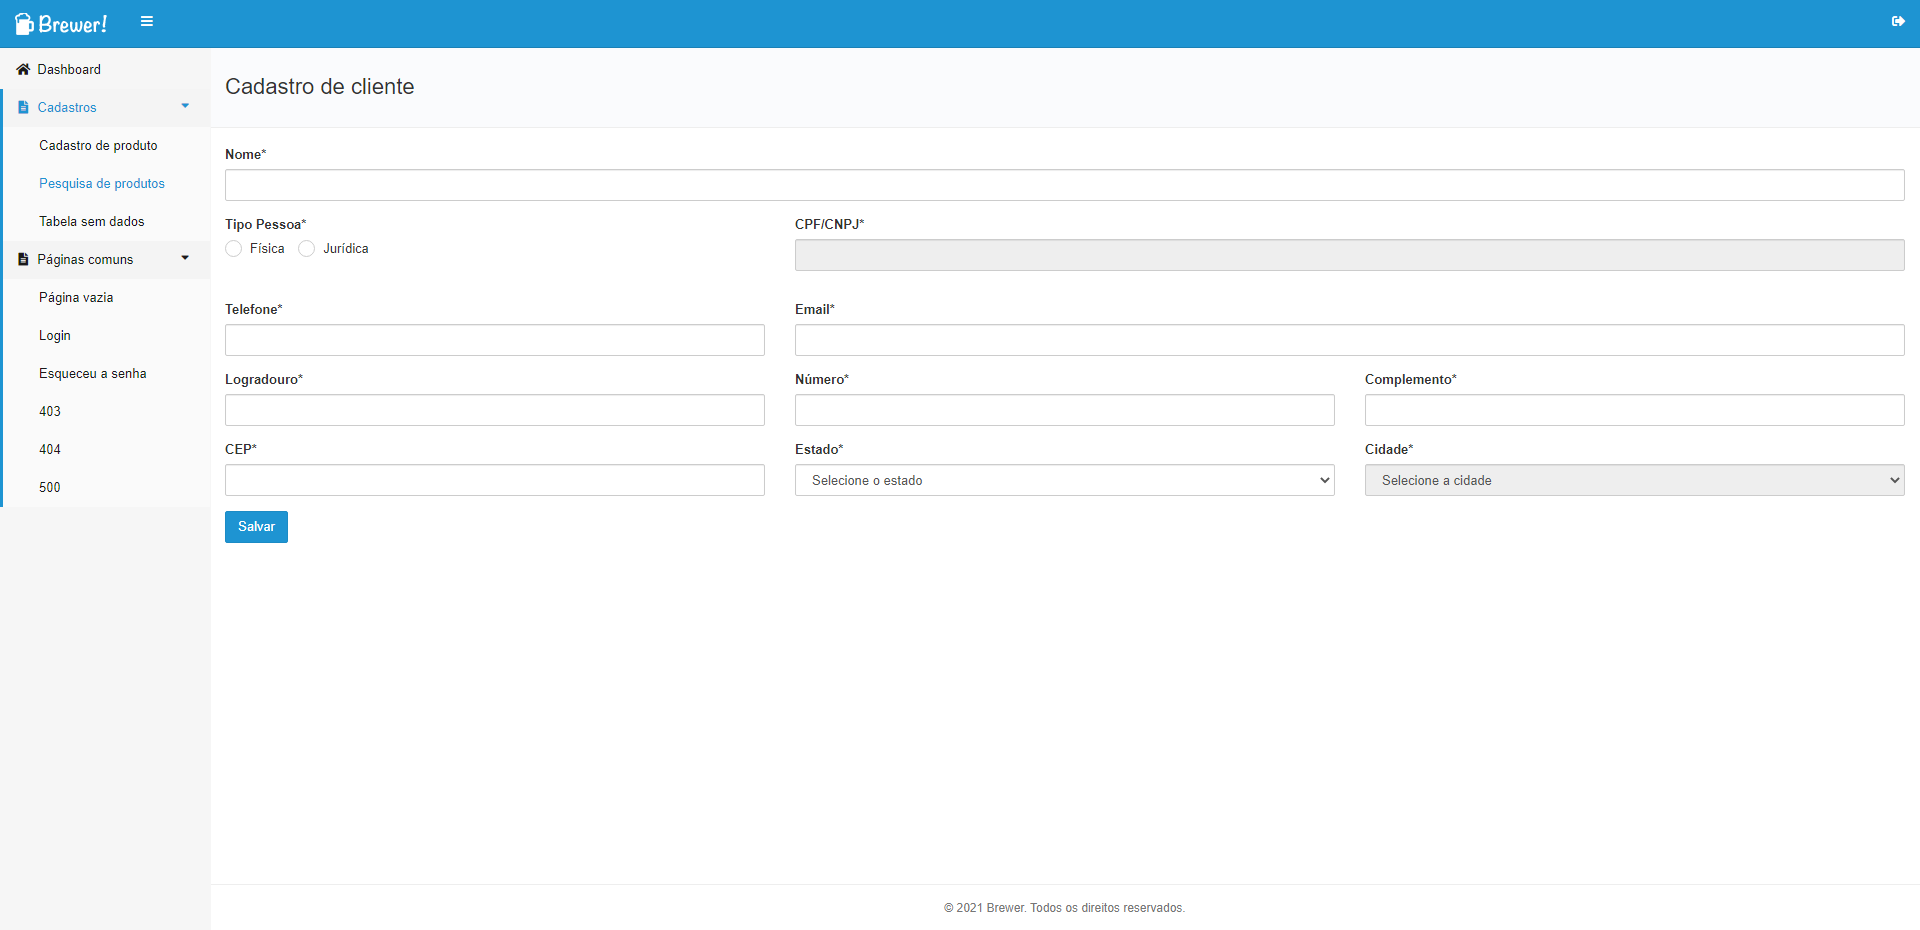 Brewer!
Dashboard
Cadastros
Cadastro de produto
Pesquisa de produtos
Tabela sem dados
Páginas comuns
Página vazia
Login
Esqueceu a senha
403
404
500
Cadastro de cliente
Nome*
Tipo Pessoa* CPF/CNPJ*
Física Jurídica
Telefone* Email*
Logradouro* Número* Complemento*
CEP* Estado* Cidade*
Selecione o estado Selecione a cidade
Salvar
© 2021 Brewer. Todos os direitos reservados.